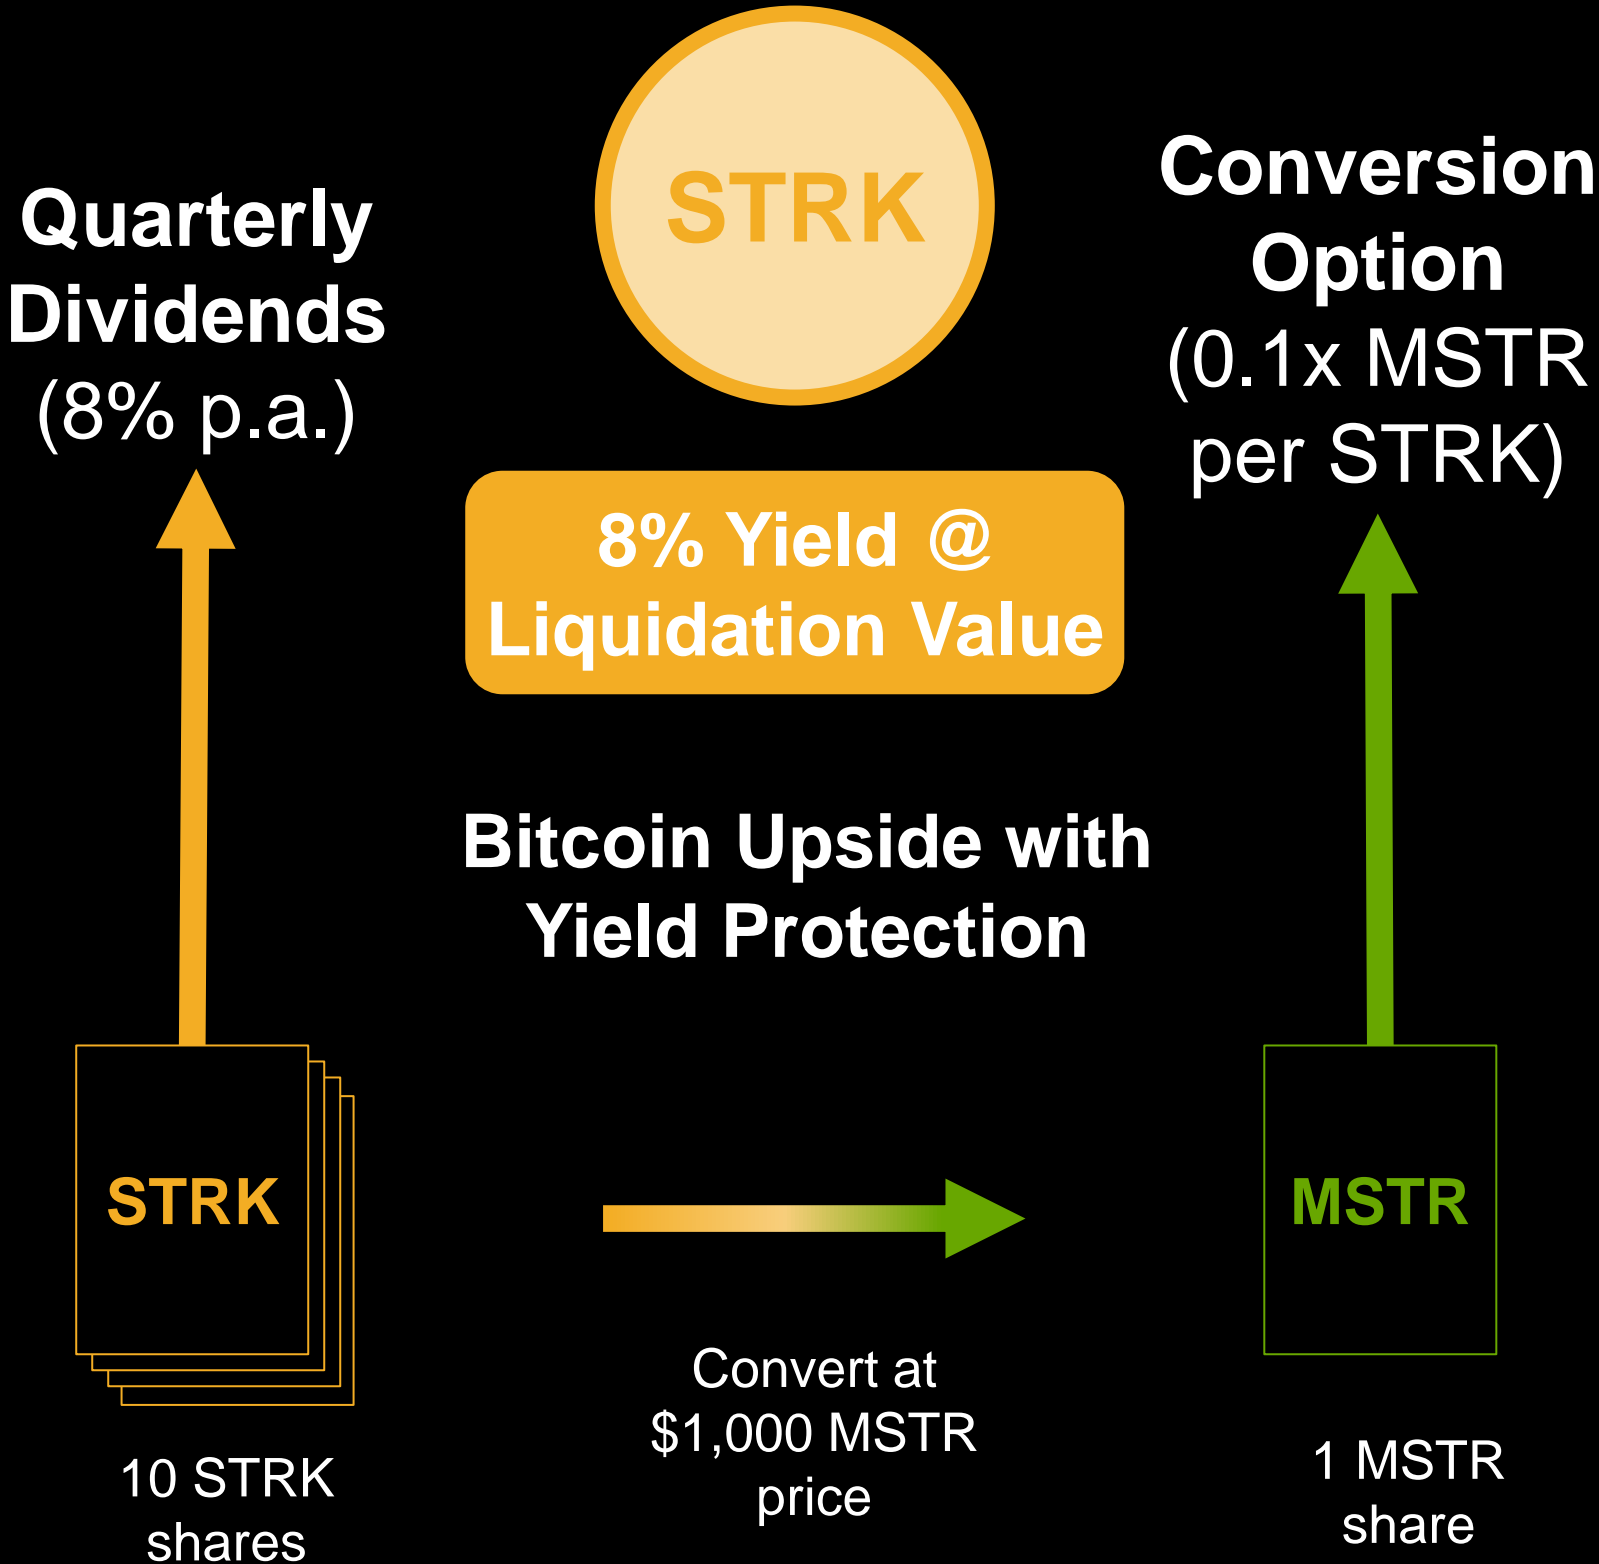 STRK
Quarterly
Dividends
(8% p.a.)
Conversion
Option
(0.1x MSTR
per STRK)
8% Yield @
Liquidation Value
Bitcoin Upside with
Yield Protection
STRK
10 STRK
shares
Convert at
$1,000 MSTR
price
MSTR
1 MSTR
share